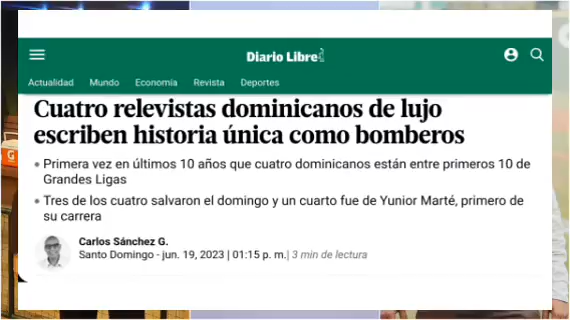 Diario Libre
Actualidad Mundo Economía Revista Deportes
Cuatro relevistas dominicanos de lujo
escriben historia única como bomberos
• Primera vez en últimos 10 años que cuatro dominicanos están entre primeros 10 de
Grandes Ligas
• Tres de los cuatro salvaron el domingo y un cuarto fue de Yunior Marté, primero de
su carrera
Carlos Sánchez G.
Santo Domingo - jun. 19, 2023 | 01:15 p. m.| 3 min de lectura